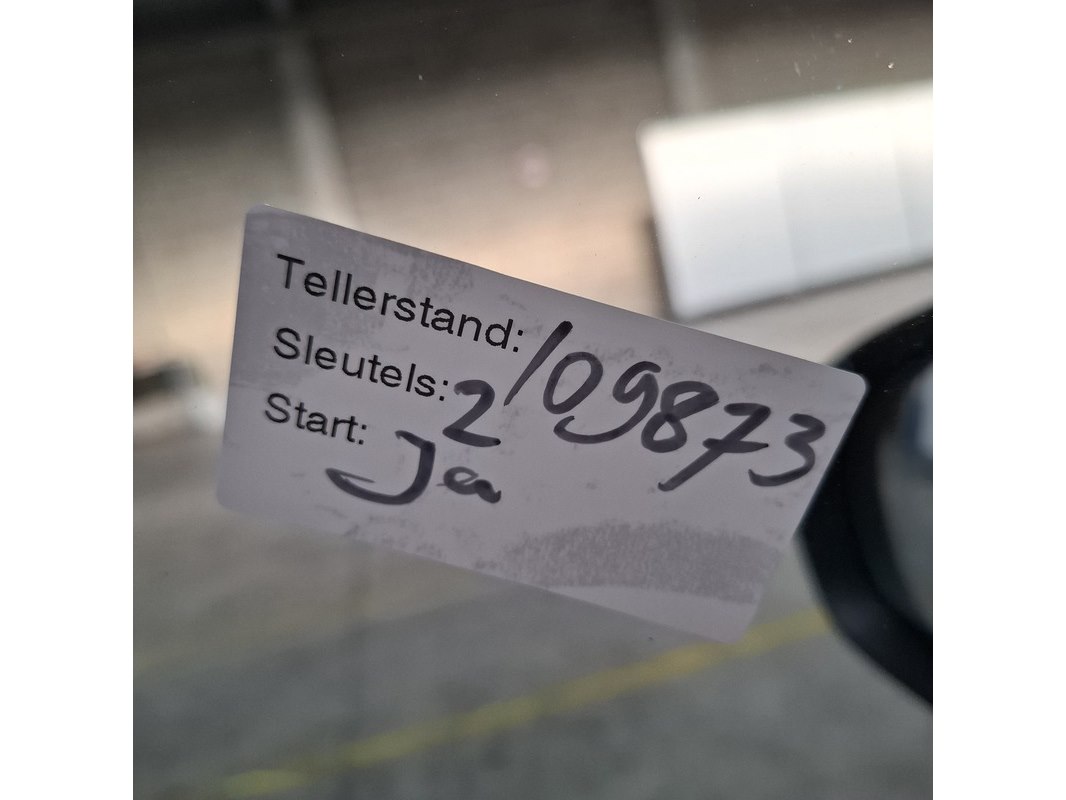 Tellerstand: 109873
Sleutels: 2
Start: Ja